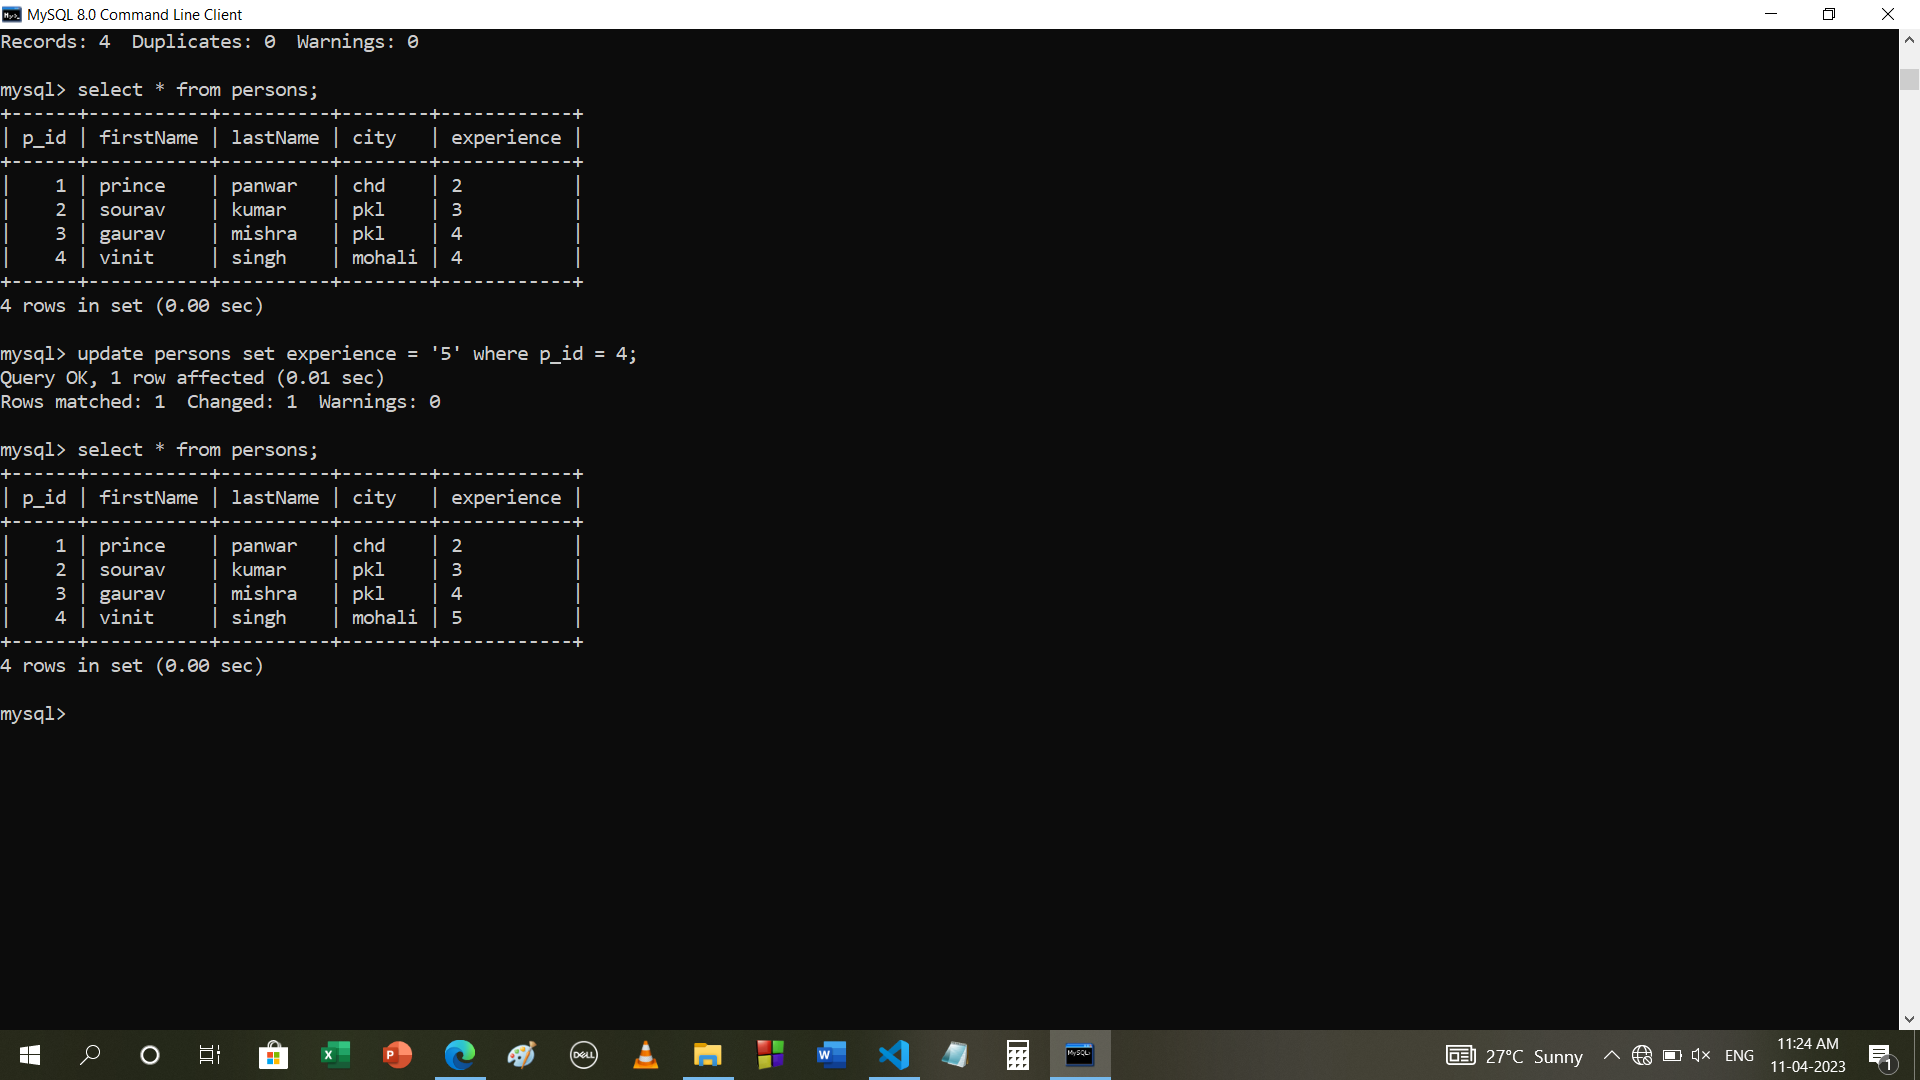 MySQL 8.0 Command Line Client
Records: 4  Duplicates: 0  Warnings: 0
mysql> select * from persons;
+------+-----------+----------+--------+------------+
| p_id | firstName | lastName | city   | experience |
+------+-----------+----------+--------+------------+
|    1 | prince    | panwar   | chd    | 2          |
|    2 | sourav    | kumar    | pkl    | 3          |
|    3 | gaurav    | mishra   | pkl    | 4          |
|    4 | vinit     | singh    | mohali | 4          |
+------+-----------+----------+--------+------------+
4 rows in set (0.00 sec)
mysql> update persons set experience = '5' where p_id = 4;
Query OK, 1 row affected (0.01 sec)
Rows matched: 1  Changed: 1  Warnings: 0
mysql> select * from persons;
+------+-----------+----------+--------+------------+
| p_id | firstName | lastName | city   | experience |
+------+-----------+----------+--------+------------+
|    1 | prince    | panwar   | chd    | 2          |
|    2 | sourav    | kumar    | pkl    | 3          |
|    3 | gaurav    | mishra   | pkl    | 4          |
|    4 | vinit     | singh    | mohali | 5          |
+------+-----------+----------+--------+------------+
4 rows in set (0.00 sec)
mysql>
27°C Sunny
ENG
11:24 AM
11-04-2023
1